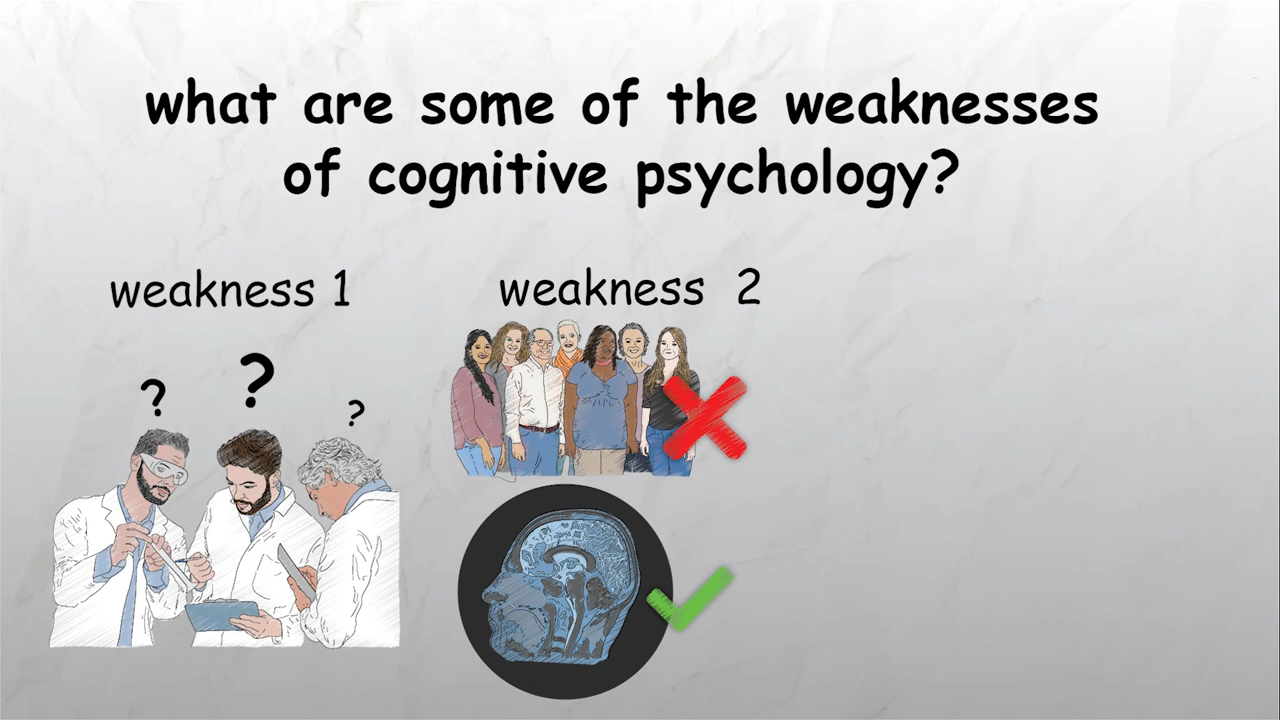 what are some of the weaknesses
of cognitive psychology?
weakness 1
weakness 2
? ? ?